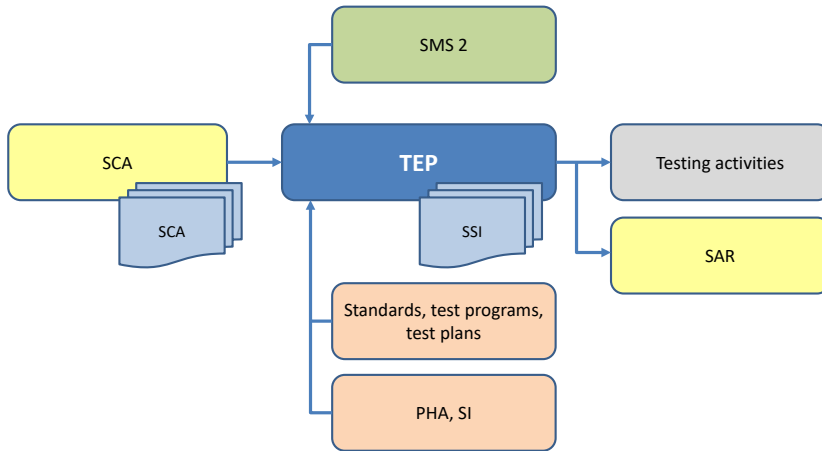 SMS 2
SCA
TEP
Testing activities
SCA
SSI
SAR
Standards, test programs,
test plans
PHA, SI